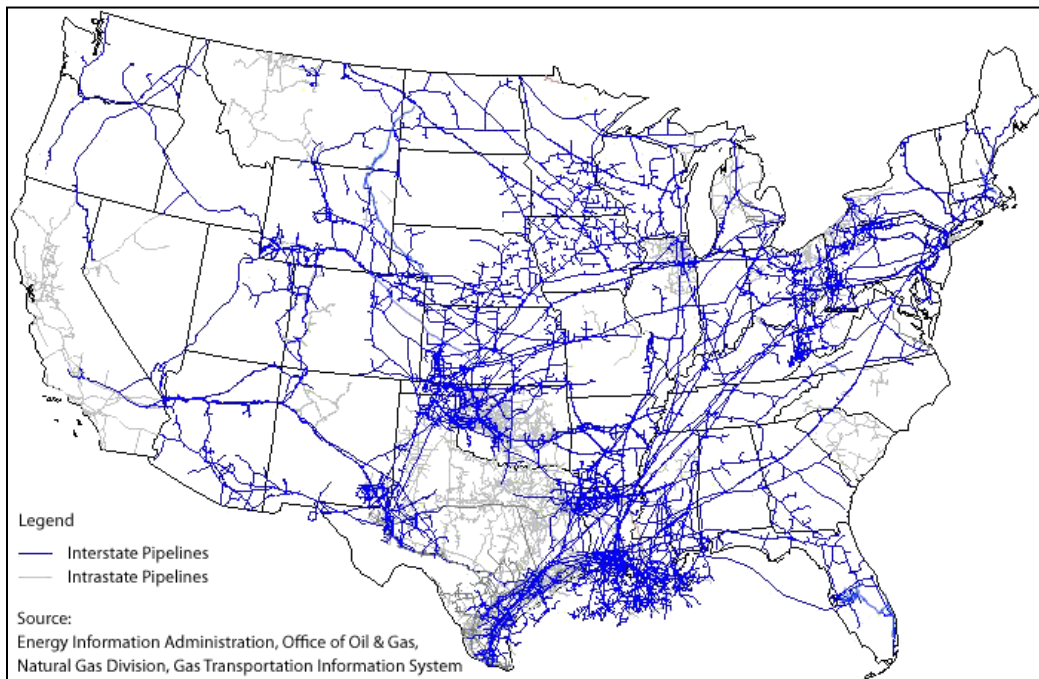 Legend
Interstate Pipelines
Intrastate Pipelines
Source:
Energy Information Administration, Office of Oil & Gas,
Natural Gas Division, Gas Transportation Information System